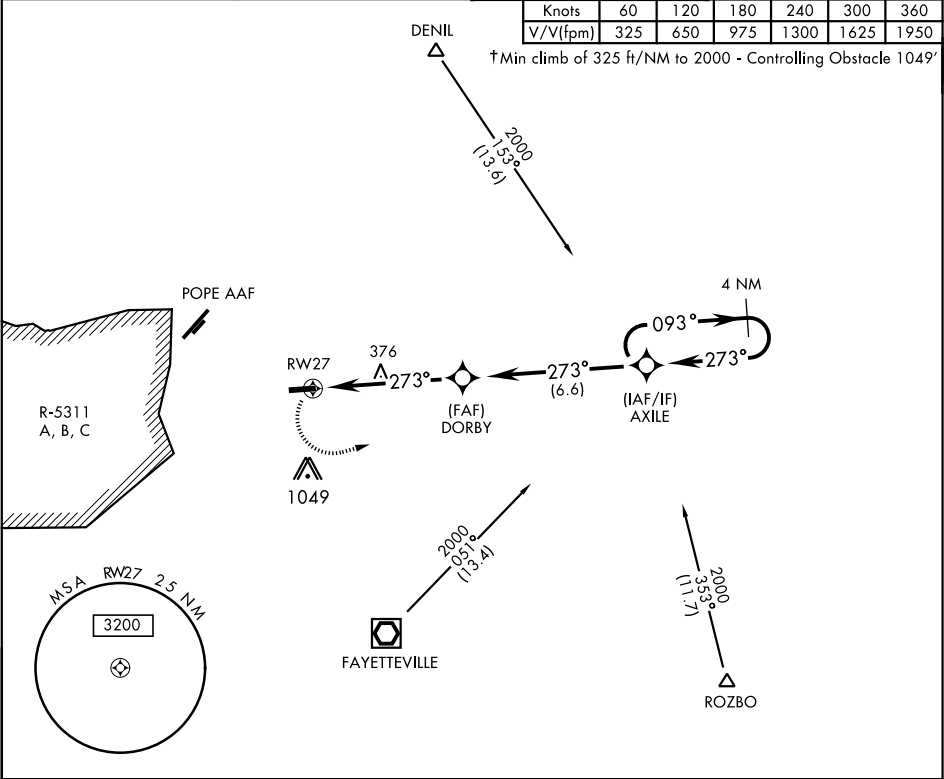 Knots 60 120 180 240 300 360
V/V(fpm) 325 650 975 1300 1625 1950
†Min climb of 325 ft/NM to 2000 - Controlling Obstacle 1049'
DENIL
2000
153°
(13.6)
4 NM
POPE AAF
093°
RW27
376
273°
273°
(6.6)
273°
(FAF)
DORBY
(IAF/IF)
AXILE
R-5311
A, B, C
1049
2000
051°
(13.4)
2000
353°
(11.7)
MSA RW27 25 NM
3200
FAYETTEVILLE
ROZBO